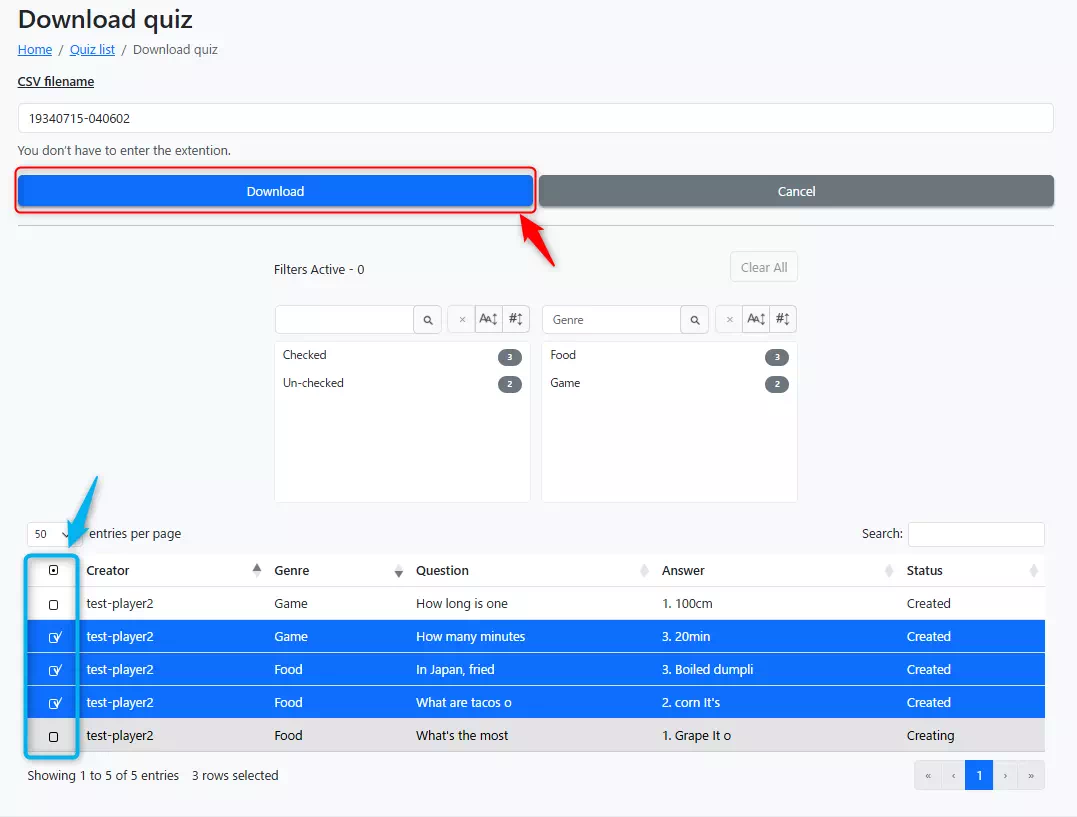 Download quiz
Home / Quiz list / Download quiz
CSV filename
19340715-040602
You don't have to enter the extention.
Download Cancel
Filters Active - 0 Clear All
Genre
Checked 3 Food 3
Un-checked 2 Game 2
50 entries per page Search:
Creator Genre Question Answer Status
test-player2 Game How long is one 1. 100cm Created
test-player2 Game How many minutes 3. 20min Created
test-player2 Food In Japan, fried 3. Boiled dumpli Created
test-player2 Food What are tacos o 2. corn It's Created
test-player2 Food What's the most 1. Grape It o Creating
Showing 1 to 5 of 5 entries 3 rows selected « ‹ 1 › »